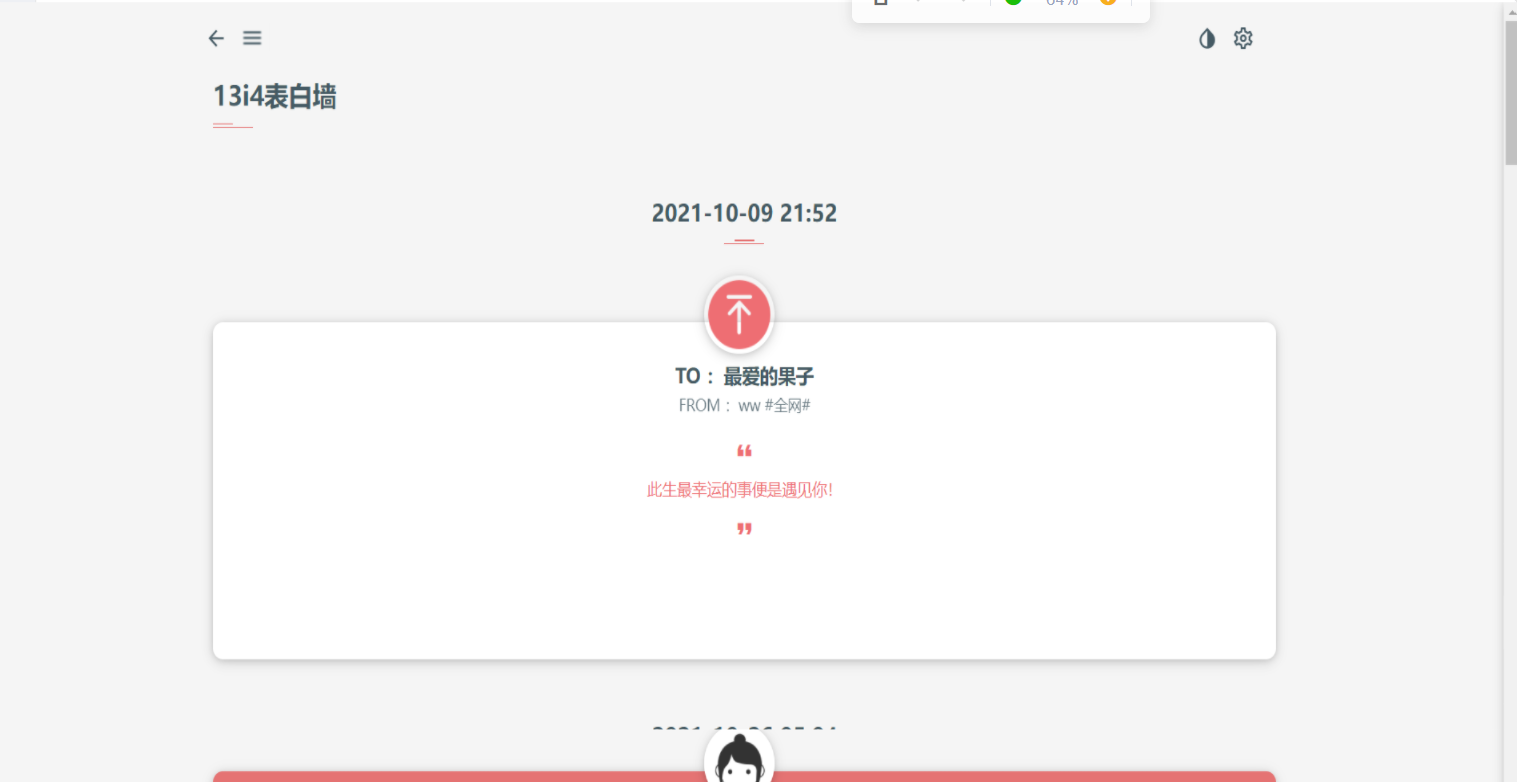 64%
13i4表白墙
2021-10-09 21:52
TO： 最爱的果子
FROM： ww #全网#
“
此生最幸运的事便是遇见你！
”